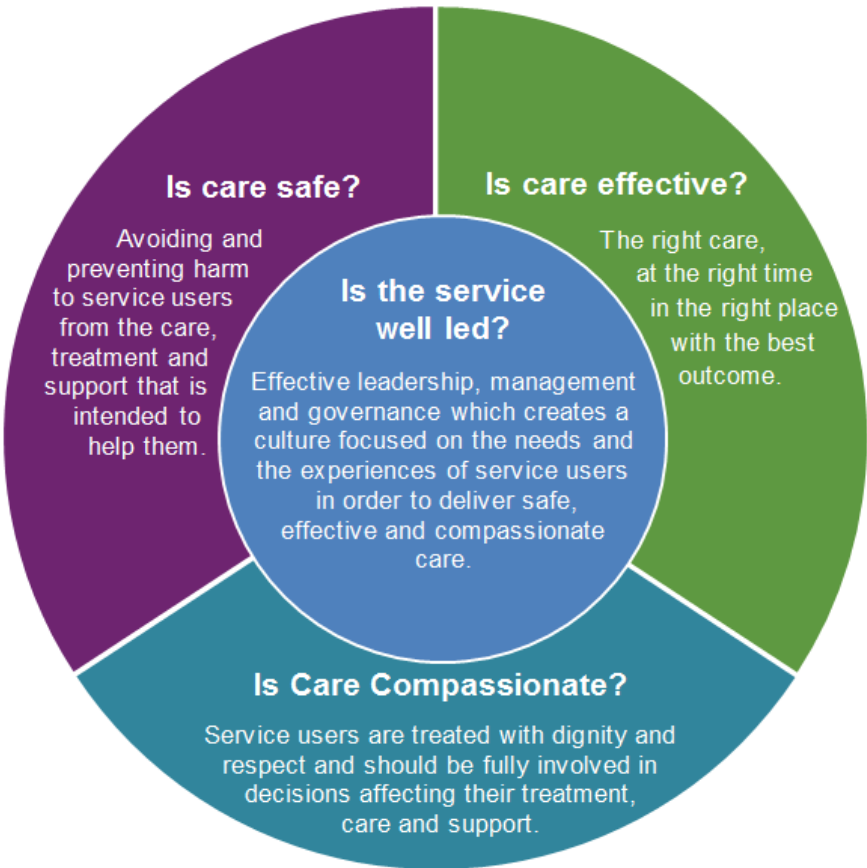 Is care safe?
Avoiding and
preventing harm
to service users
from the care,
treatment and
support that is
intended to
help them.
Is care effective?
The right care,
at the right time
in the right place
with the best
outcome.
Is the service
well led?
Effective leadership, management
and governance which creates a
culture focused on the needs and
the experiences of service users
in order to deliver safe,
effective and compassionate
care.
Is Care Compassionate?
Service users are treated with dignity and
respect and should be fully involved in
decisions affecting their treatment,
care and support.